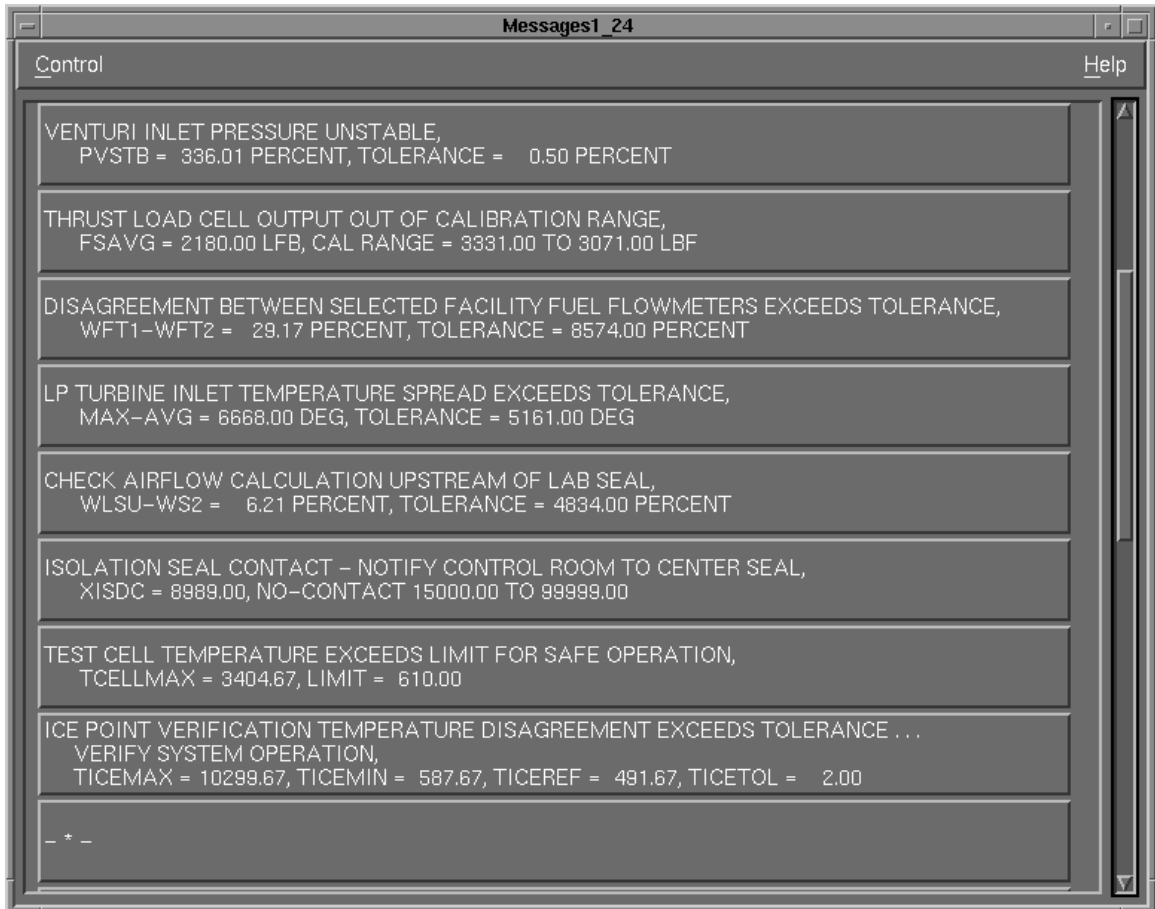 Messages1_24
Control Help
VENTURI INLET PRESSURE UNSTABLE,
PVSTB = 336.01 PERCENT, TOLERANCE = 0.50 PERCENT
THRUST LOAD CELL OUTPUT OUT OF CALIBRATION RANGE,
FSAVG = 2180.00 LFB, CAL RANGE = 3331.00 TO 3071.00 LBF
DISAGREEMENT BETWEEN SELECTED FACILITY FUEL FLOWMETERS EXCEEDS TOLERANCE,
WFT1-WFT2 = 29.17 PERCENT, TOLERANCE = 8574.00 PERCENT
LP TURBINE INLET TEMPERATURE SPREAD EXCEEDS TOLERANCE,
MAX-AVG = 6668.00 DEG, TOLERANCE = 5161.00 DEG
CHECK AIRFLOW CALCULATION UPSTREAM OF LAB SEAL,
WLSU-WS2 = 6.21 PERCENT, TOLERANCE = 4834.00 PERCENT
ISOLATION SEAL CONTACT - NOTIFY CONTROL ROOM TO CENTER SEAL,
XISDC = 8989.00, NO-CONTACT 15000.00 TO 99999.00
TEST CELL TEMPERATURE EXCEEDS LIMIT FOR SAFE OPERATION,
TCELLMAX = 3404.67, LIMIT = 610.00
ICE POINT VERIFICATION TEMPERATURE DISAGREEMENT EXCEEDS TOLERANCE . . .
VERIFY SYSTEM OPERATION,
TICEMAX = 10299.67, TICEMIN = 587.67, TICEREF = 491.67, TICETOL = 2.00
- * -